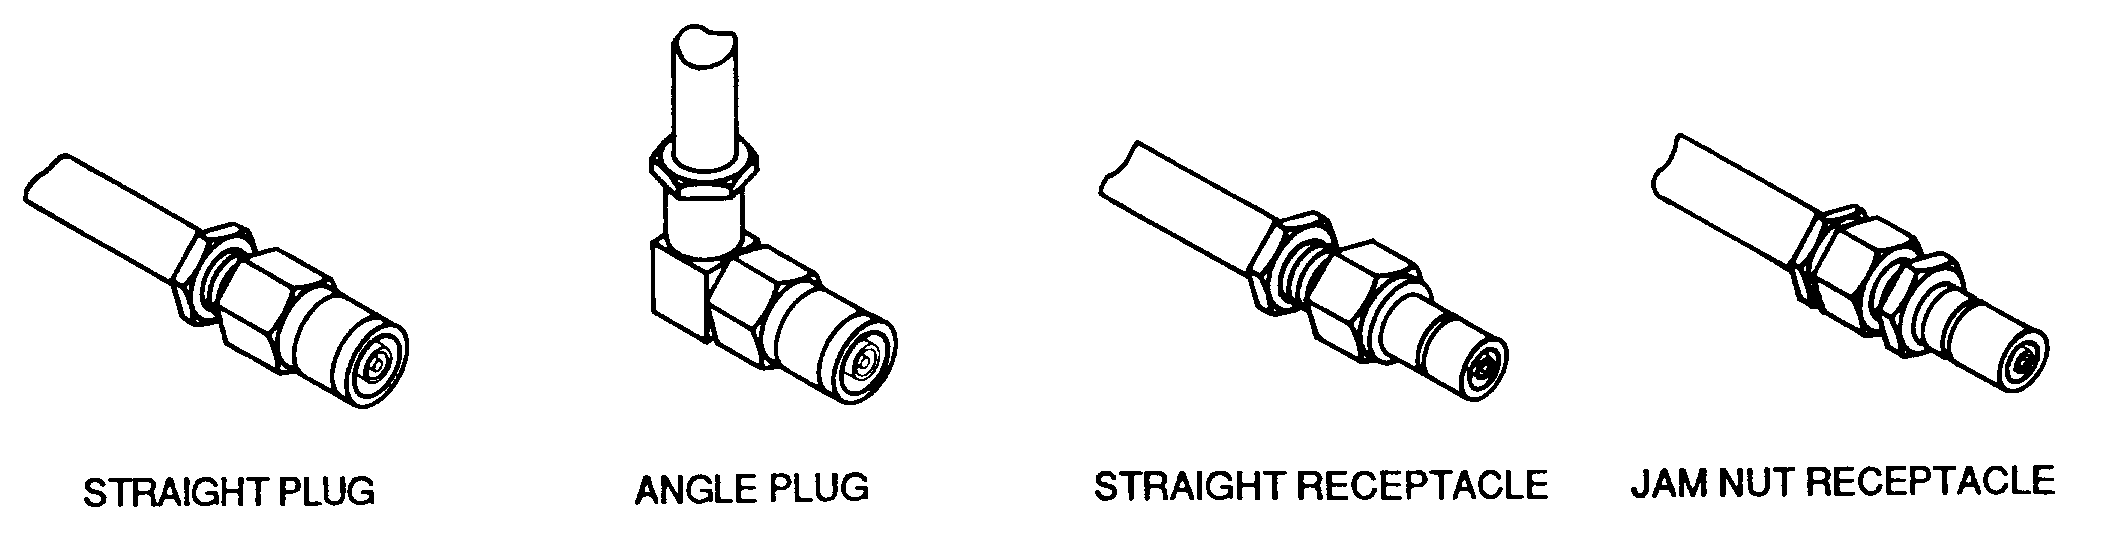 STRAIGHT PLUG
ANGLE PLUG
STRAIGHT RECEPTACLE
JAM NUT RECEPTACLE